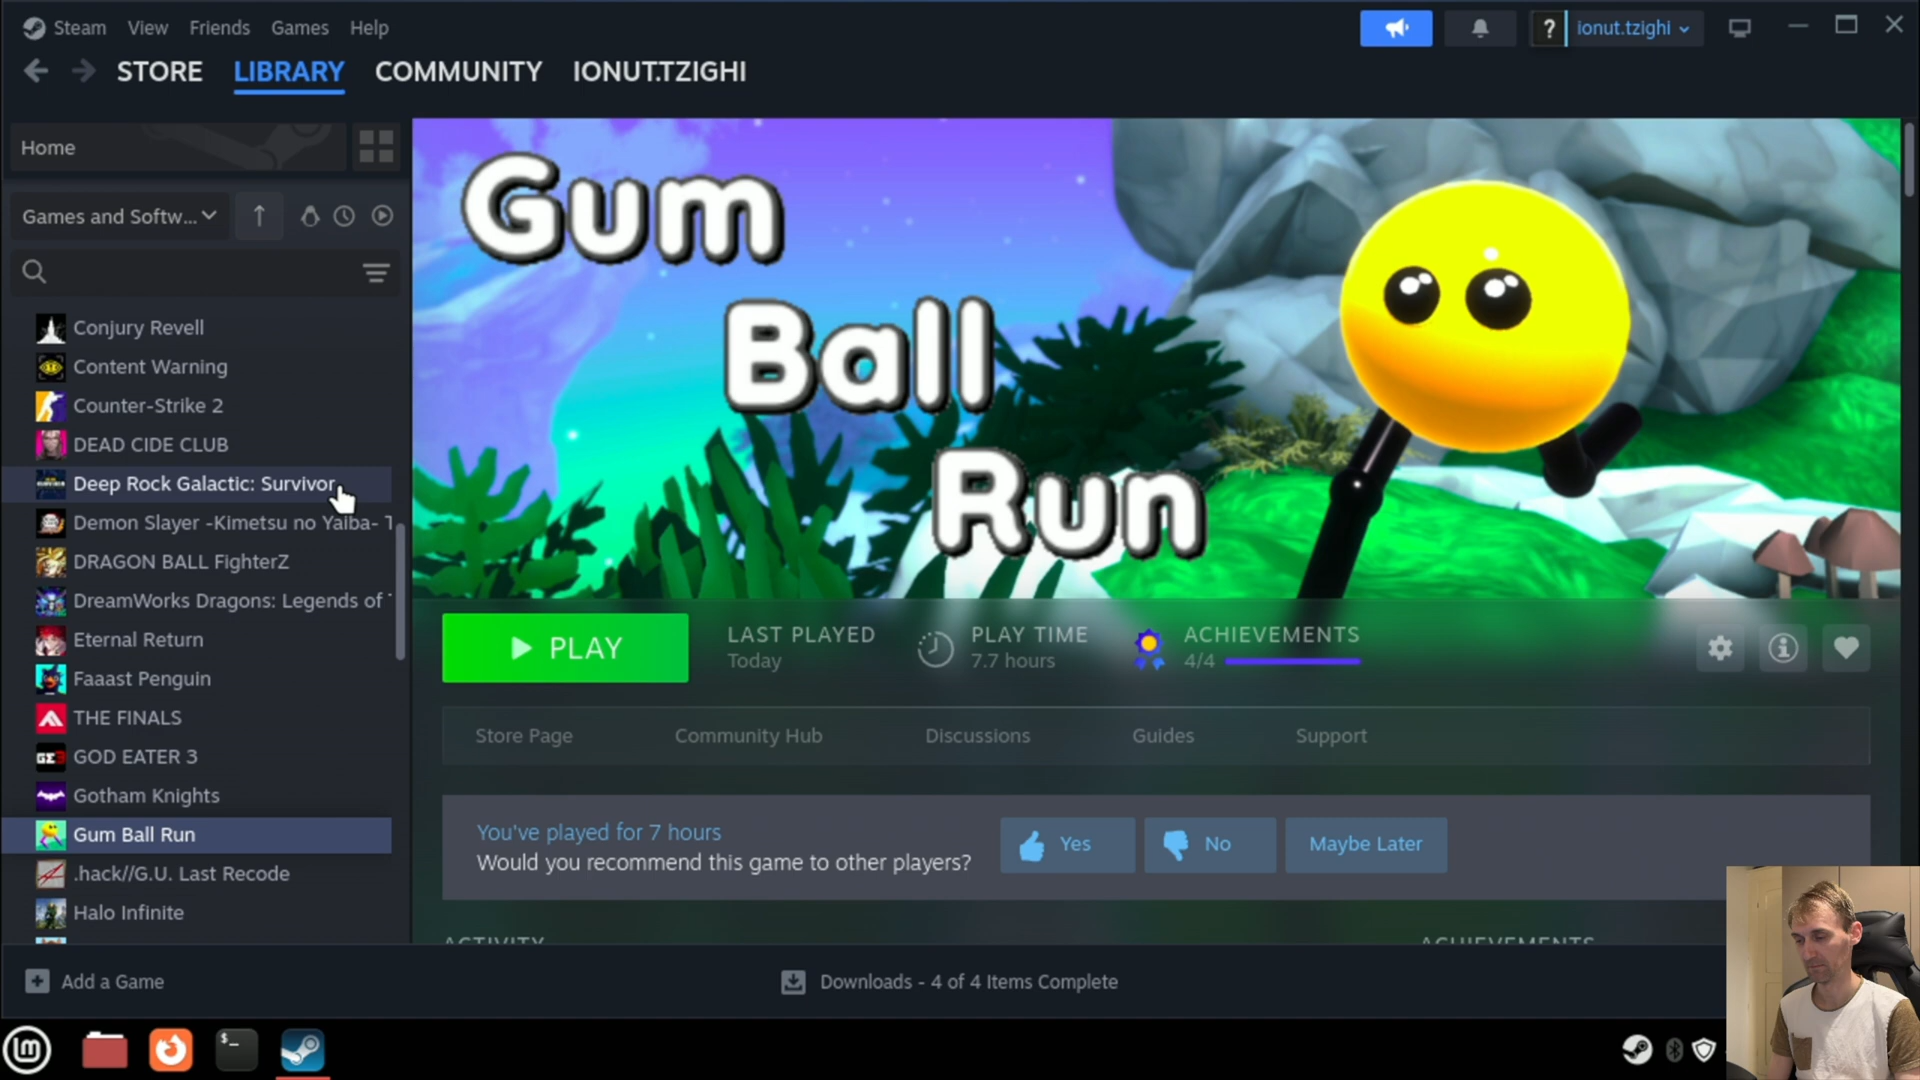 Steam View Friends Games Help
? ionut.tzighi
STORE LIBRARY COMMUNITY IONUT.TZIGHI
Home
Games and Softw...
Conjury Revell
Content Warning
Counter-Strike 2
DEAD CIDE CLUB
Deep Rock Galactic: Survivor
Demon Slayer -Kimetsu no Yaiba- T
DRAGON BALL FighterZ
DreamWorks Dragons: Legends of
Eternal Return
Faaast Penguin
THE FINALS
GOD EATER 3
Gotham Knights
Gum Ball Run
.hack//G.U. Last Recode
Halo Infinite
Gum
Ball
Run
PLAY
LAST PLAYED
Today
PLAY TIME
7.7 hours
ACHIEVEMENTS
4/4
Store Page Community Hub Discussions Guides Support
You've played for 7 hours
Would you recommend this game to other players?
Yes No Maybe Later
ACTIVITY ACHIEVEMENTS
Add a Game
Downloads - 4 of 4 Items Complete